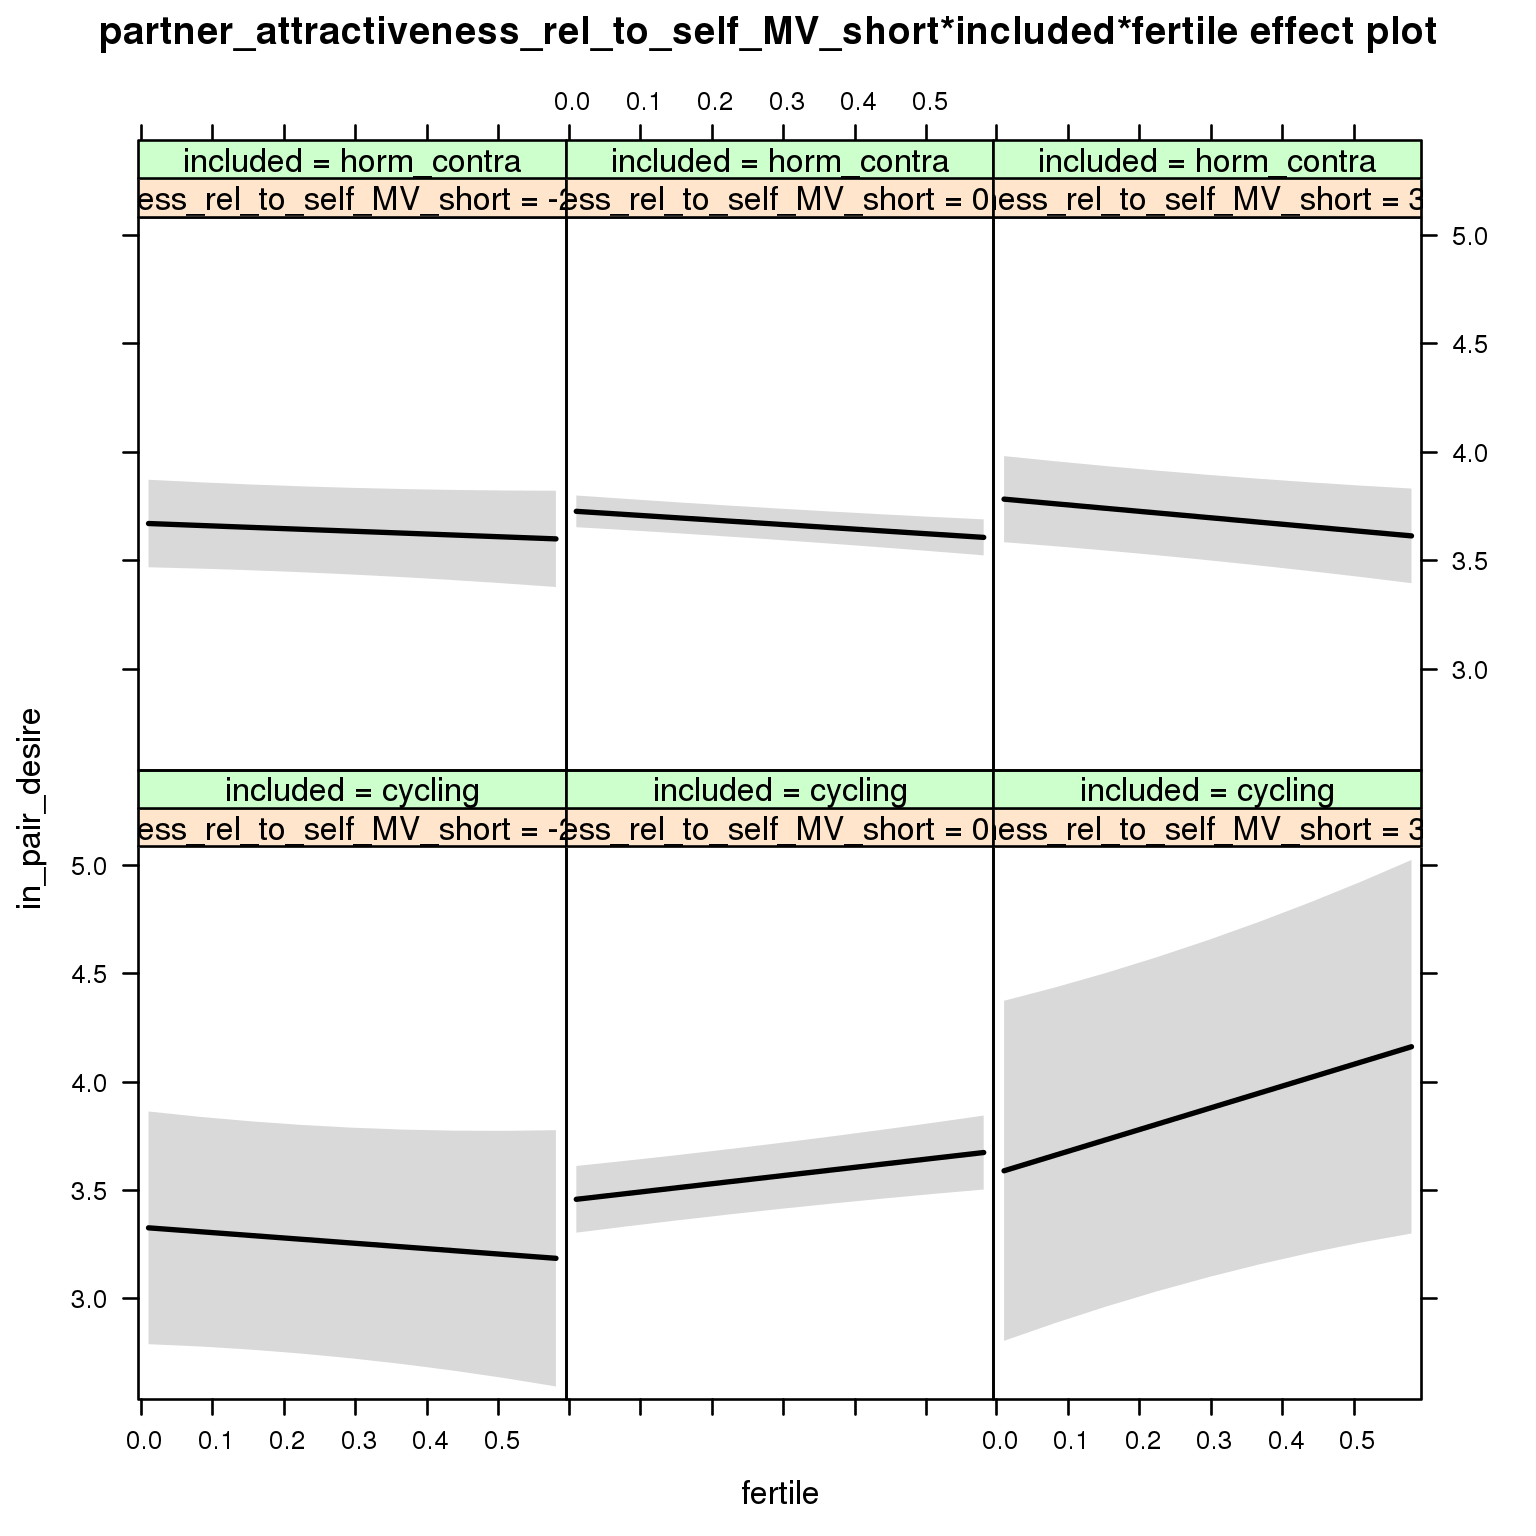 partner_attractiveness_rel_to_self_MV_short*included*fertile effect plot
0.0 0.1 0.2 0.3 0.4 0.5
included = horm_contra included = horm_contra included = horm_contra
ess_rel_to_self_MV_short = -2 ess_rel_to_self_MV_short = 0 ess_rel_to_self_MV_short = 3
5.0
4.5
4.0
3.5
3.0
in_pair_desire
included = cycling included = cycling included = cycling
ess_rel_to_self_MV_short = -2 ess_rel_to_self_MV_short = 0 ess_rel_to_self_MV_short = 3
5.0
4.5
4.0
3.5
3.0
0.0 0.1 0.2 0.3 0.4 0.5 0.0 0.1 0.2 0.3 0.4 0.5
fertile